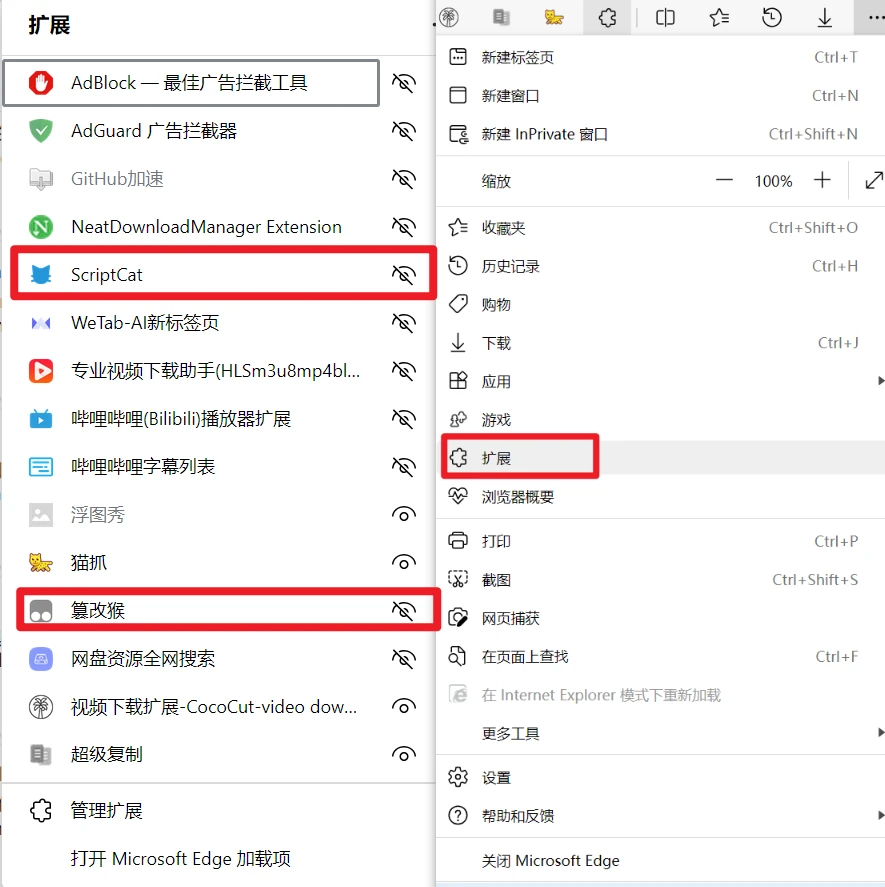 扩展
AdBlock — 最佳广告拦截工具
AdGuard 广告拦截器
GitHub加速
NeatDownloadManager Extension
ScriptCat
WeTab-AI新标签页
专业视频下载助手(HLSm3u8mp4bl...
哔哩哔哩(Bilibili)播放器扩展
哔哩哔哩字幕列表
浮图秀
猫抓
篡改猴
网盘资源全网搜索
视频下载扩展-CocoCut-video dow...
超级复制
管理扩展
打开 Microsoft Edge 加载项
新建标签页 Ctrl+T
新建窗口 Ctrl+N
新建 InPrivate 窗口 Ctrl+Shift+N
缩放 — 100% +
收藏夹 Ctrl+Shift+O
历史记录 Ctrl+H
购物
下载 Ctrl+J
应用
游戏
扩展
浏览器概要
打印 Ctrl+P
截图 Ctrl+Shift+S
网页捕获
在页面上查找 Ctrl+F
在 Internet Explorer 模式下重新加载
更多工具
设置
帮助和反馈
关闭 Microsoft Edge